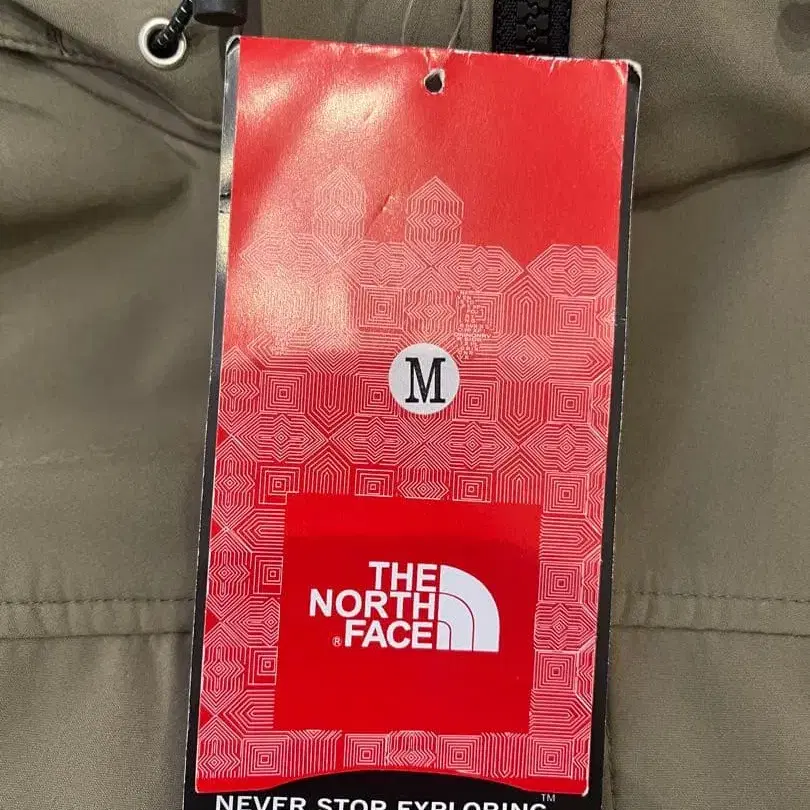 M
THE
NORTH
® FACE
NEVER STOP EXPLORING™